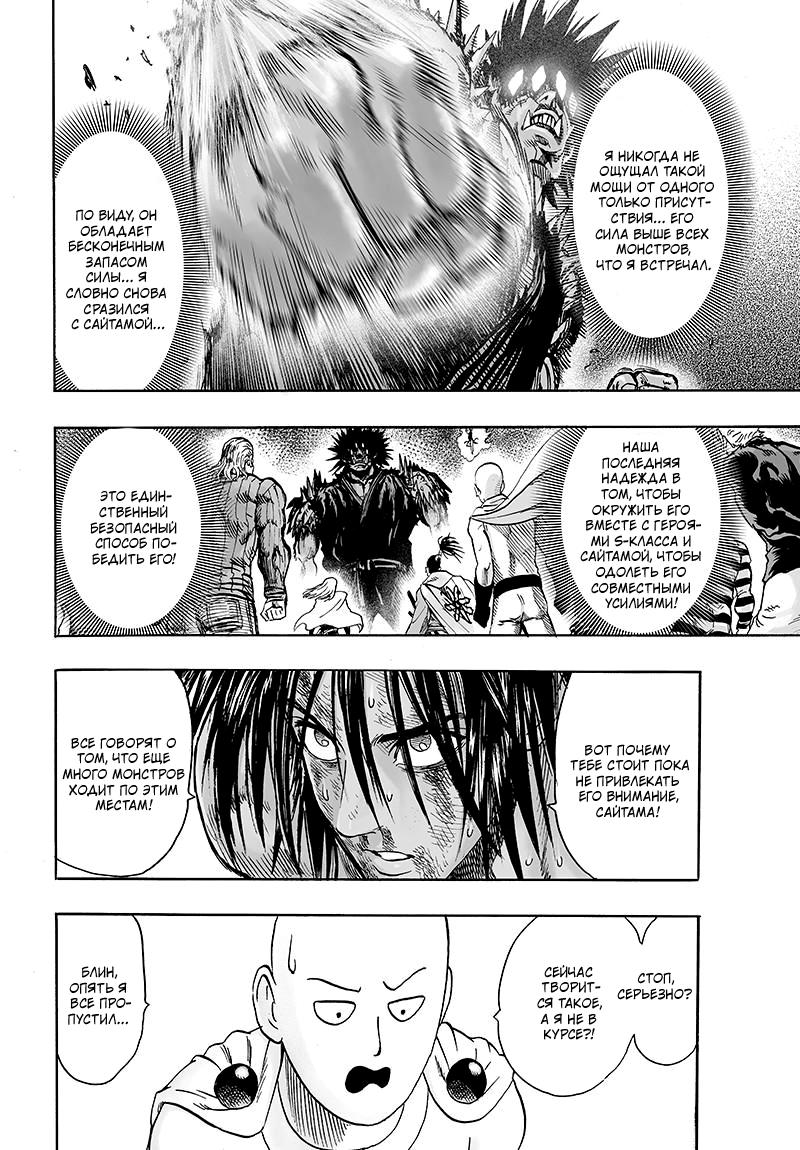 Я НИКОГДА НЕ
ОЩУЩАЛ ТАКОЙ
МОЩИ ОТ ОДНОГО
ТОЛЬКО ПРИСУТ-
СТВИЯ... ЕГО
СИЛА ВЫШЕ ВСЕХ
МОНСТРОВ,
ЧТО Я ВСТРЕЧАЛ.
ПО ВИДУ, ОН
ОБЛАДАЕТ
БЕСКОНЕЧНЫМ
ЗАПАСОМ
СИЛЫ... Я
СЛОВНО СНОВА
СРАЗИЛСЯ
С САЙТАМОЙ...
НАША
ПОСЛЕДНЯЯ
НАДЕЖДА В
ТОМ, ЧТОБЫ
ОКРУЖИТЬ ЕГО
ВМЕСТЕ С ГЕРОЯ-
МИ S-КЛАССА И
САЙТАМОЙ, ЧТОБЫ
ОДОЛЕТЬ ЕГО
СОВМЕСТНЫМИ
УСИЛИЯМИ!
ЭТО ЕДИН-
СТВЕННЫЙ
БЕЗОПАСНЫЙ
СПОСОБ ПО-
БЕДИТЬ ЕГО!
ВОТ ПОЧЕМУ
ТЕБЕ СТОИТ ПОКА
НЕ ПРИВЛЕКАТЬ
ЕГО ВНИМАНИЕ,
САЙТАМА!
ВСЕ ГОВОРЯТ О
ТОМ, ЧТО ЕЩЕ
МНОГО МОНСТРОВ
ХОДИТ ПО ЭТИМ
МЕСТАМ!
СТОП,
СЕРЬЕЗНО?
СЕЙЧАС
ТВОРИТ-
СЯ ТАКОЕ,
А Я НЕ В
КУРСЕ?!
БЛИН,
ОПЯТЬ Я
ВСЕ ПРО-
ПУСТИЛ...